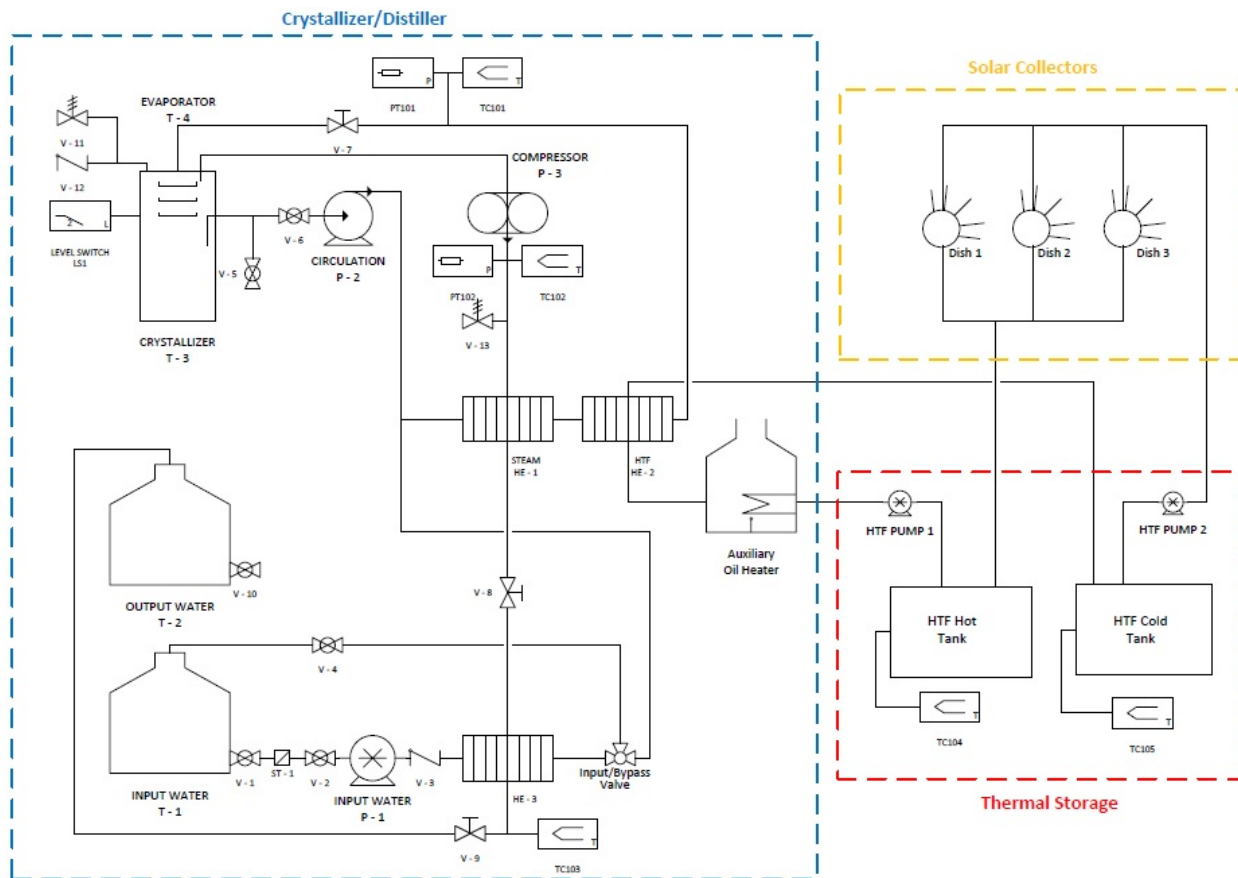 Crystallizer/Distiller
Solar Collectors
P
T
PT101
TC101
EVAPORATOR
T - 4
V - 11
V - 7
V - 12
COMPRESSOR
P - 3
2
L
LEVEL SWITCH
LS1
V - 6
V - 5
CIRCULATION
P - 2
P
T
PT102
TC102
V - 13
CRYSTALLIZER
T - 3
Dish 1
Dish 2
Dish 3
STEAM
HE - 1
HTF
HE - 2
Auxiliary
Oil Heater
HTF PUMP 1
HTF PUMP 2
V - 10
OUTPUT WATER
T - 2
V - 8
HTF Hot
Tank
HTF Cold
Tank
V - 4
T
TC104
T
TC105
V - 1
ST - 1
V - 2
V - 3
Input/Bypass
Valve
INPUT WATER
T - 1
INPUT WATER
P - 1
HE - 3
Thermal Storage
V - 9
T
TC103